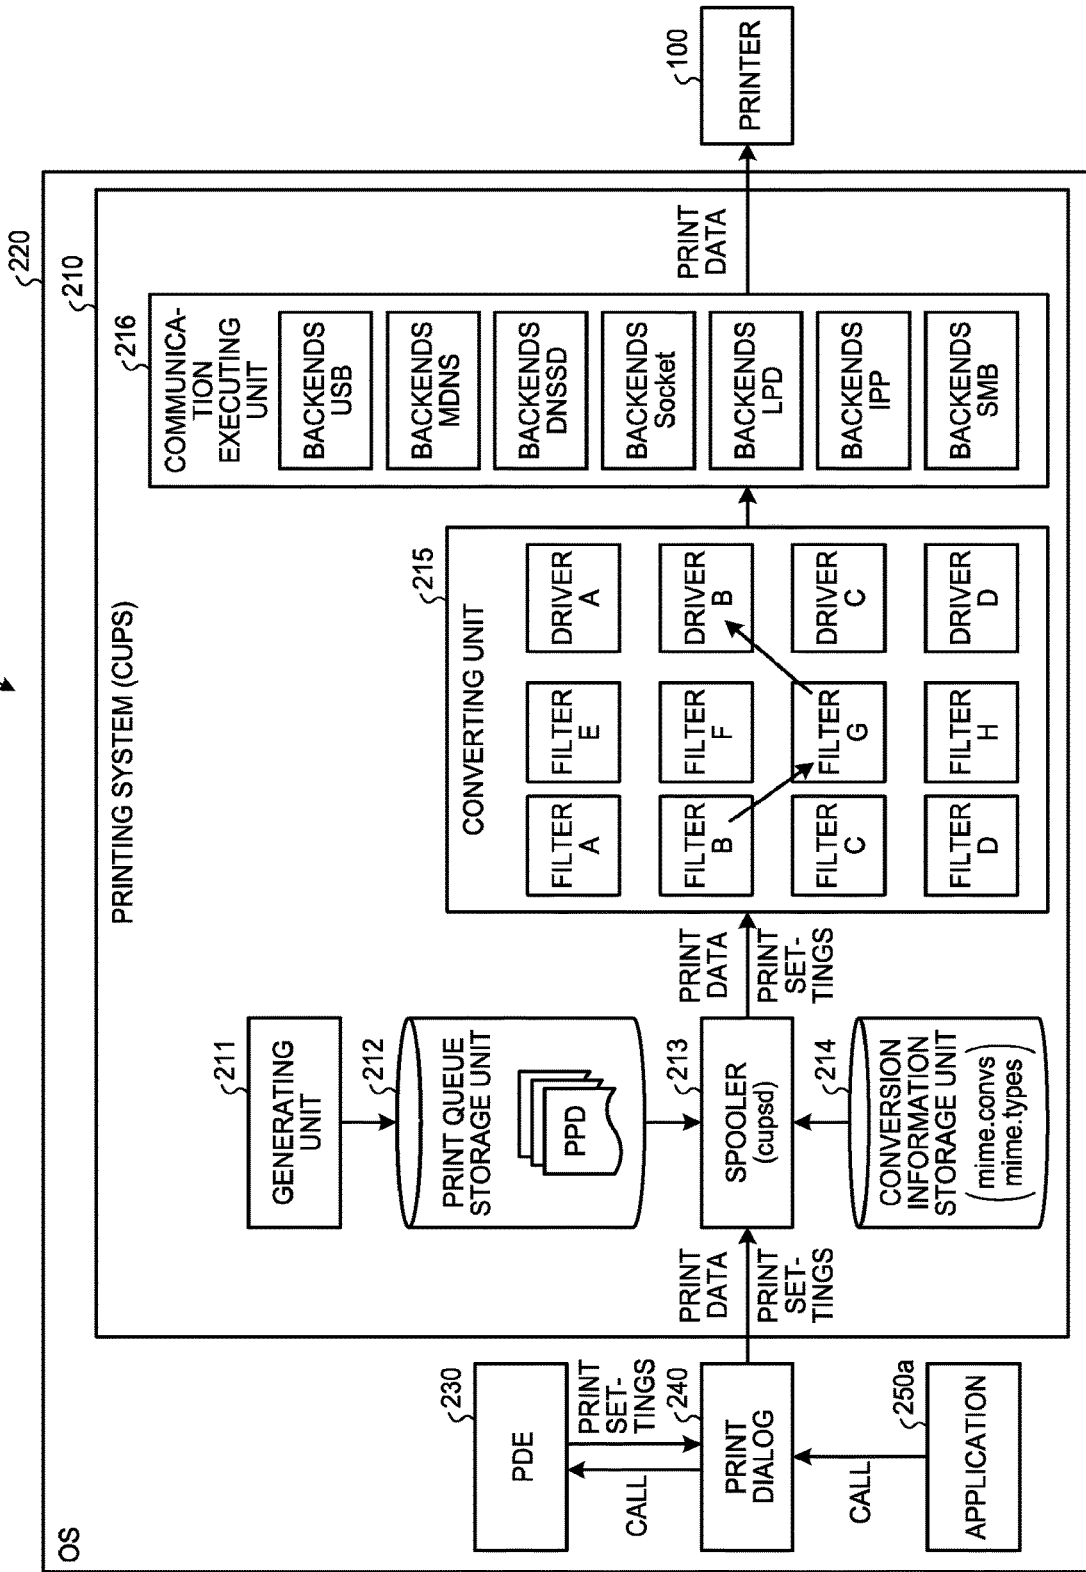 220
OS
210
PRINTING SYSTEM (CUPS)
230
PDE
CALL
PRINT
SET-
TINGS
240
PRINT
DIALOG
CALL
250a
APPLICATION
PRINT
DATA
PRINT
SET-
TINGS
211
GENERATING
UNIT
212
PRINT QUEUE
STORAGE UNIT
PPD
213
SPOOLER
(cupsd)
214
CONVERSION
INFORMATION
STORAGE UNIT
(mime.convs
mime.types)
PRINT
DATA
PRINT
SET-
TINGS
215
CONVERTING UNIT
FILTER
A
FILTER
E
DRIVER
A
FILTER
B
FILTER
F
DRIVER
B
FILTER
C
FILTER
G
DRIVER
C
FILTER
D
FILTER
H
DRIVER
D
216
COMMUNICA-
TION
EXECUTING
UNIT
BACKENDS
USB
BACKENDS
MDNS
BACKENDS
DNSSD
BACKENDS
Socket
BACKENDS
LPD
BACKENDS
IPP
BACKENDS
SMB
PRINT
DATA
100
PRINTER